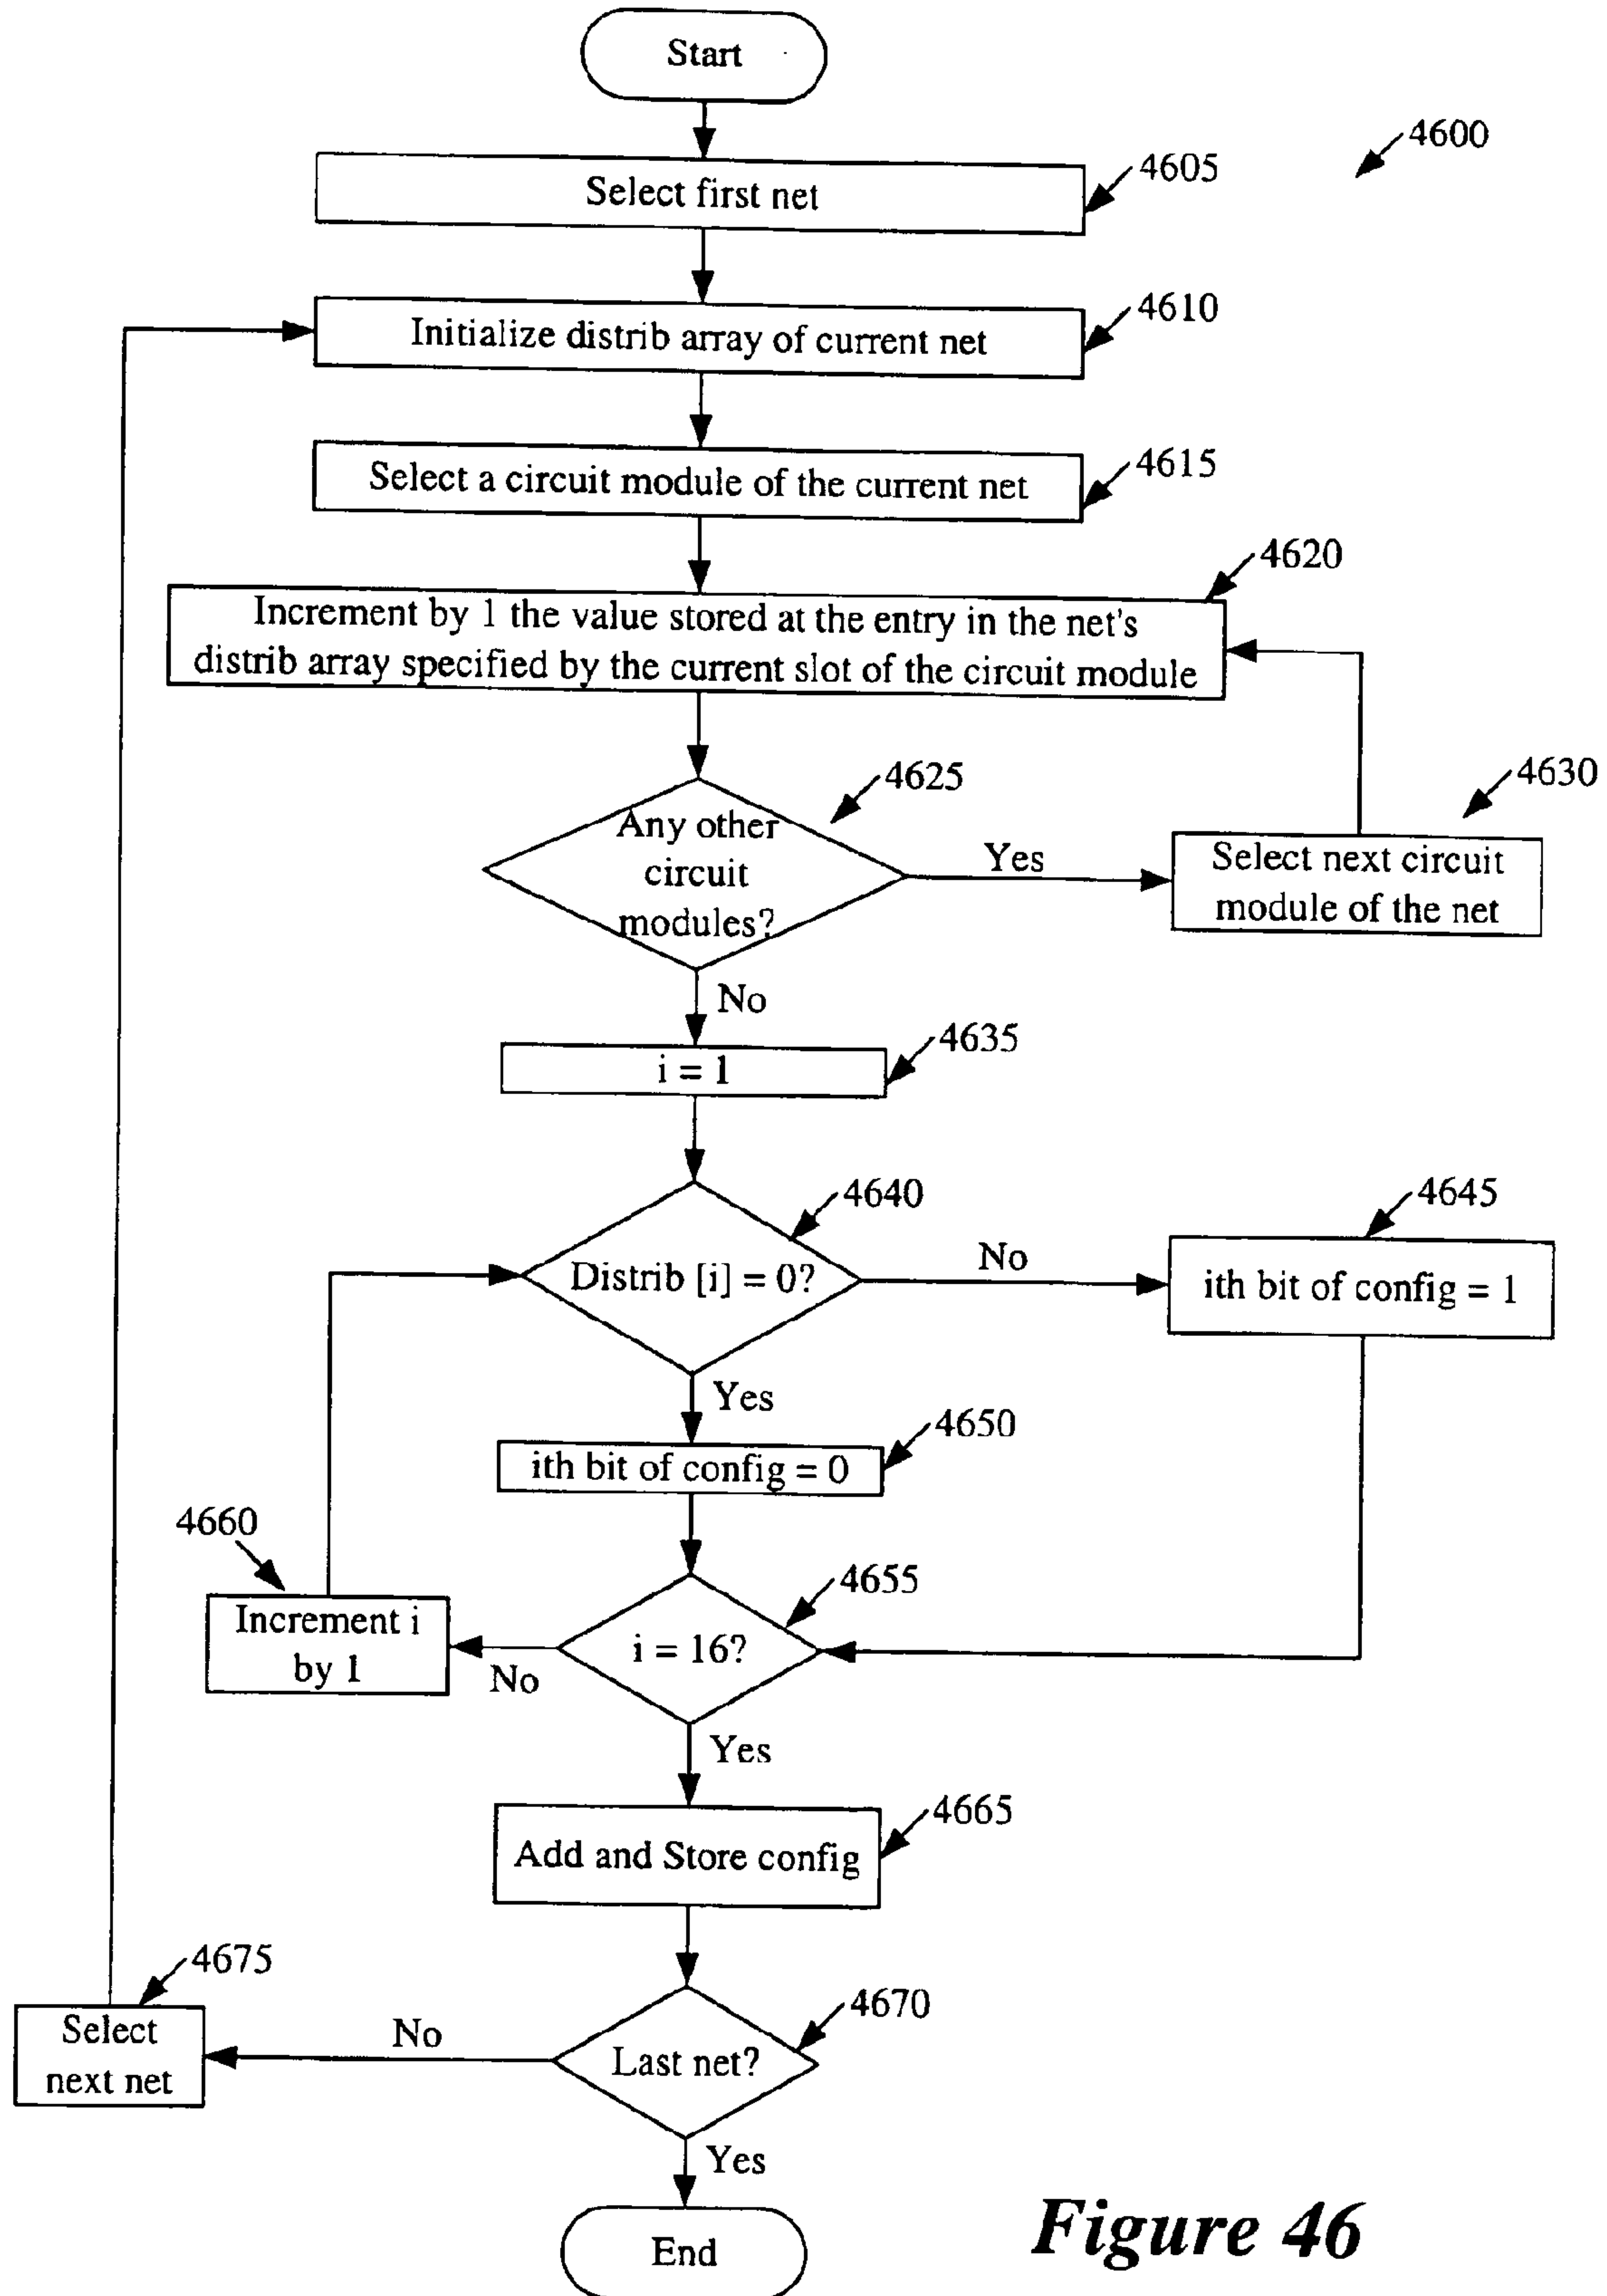 Start
4600
4605
Select first net
4610
Initialize distrib array of current net
4615
Select a circuit module of the current net
4620
Increment by 1 the value stored at the entry in the net's
distrib array specified by the current slot of the circuit module
4625
4630
Any other
circuit
modules?
Yes
Select next circuit
module of the net
No
4635
i = 1
4640
4645
Distrib [i] = 0?
No
ith bit of config = 1
Yes
4650
ith bit of config = 0
4660
4655
Increment i
by 1
No
i = 16?
Yes
4665
Add and Store config
4675
4670
Select
next net
No
Last net?
Yes
End
Figure 46